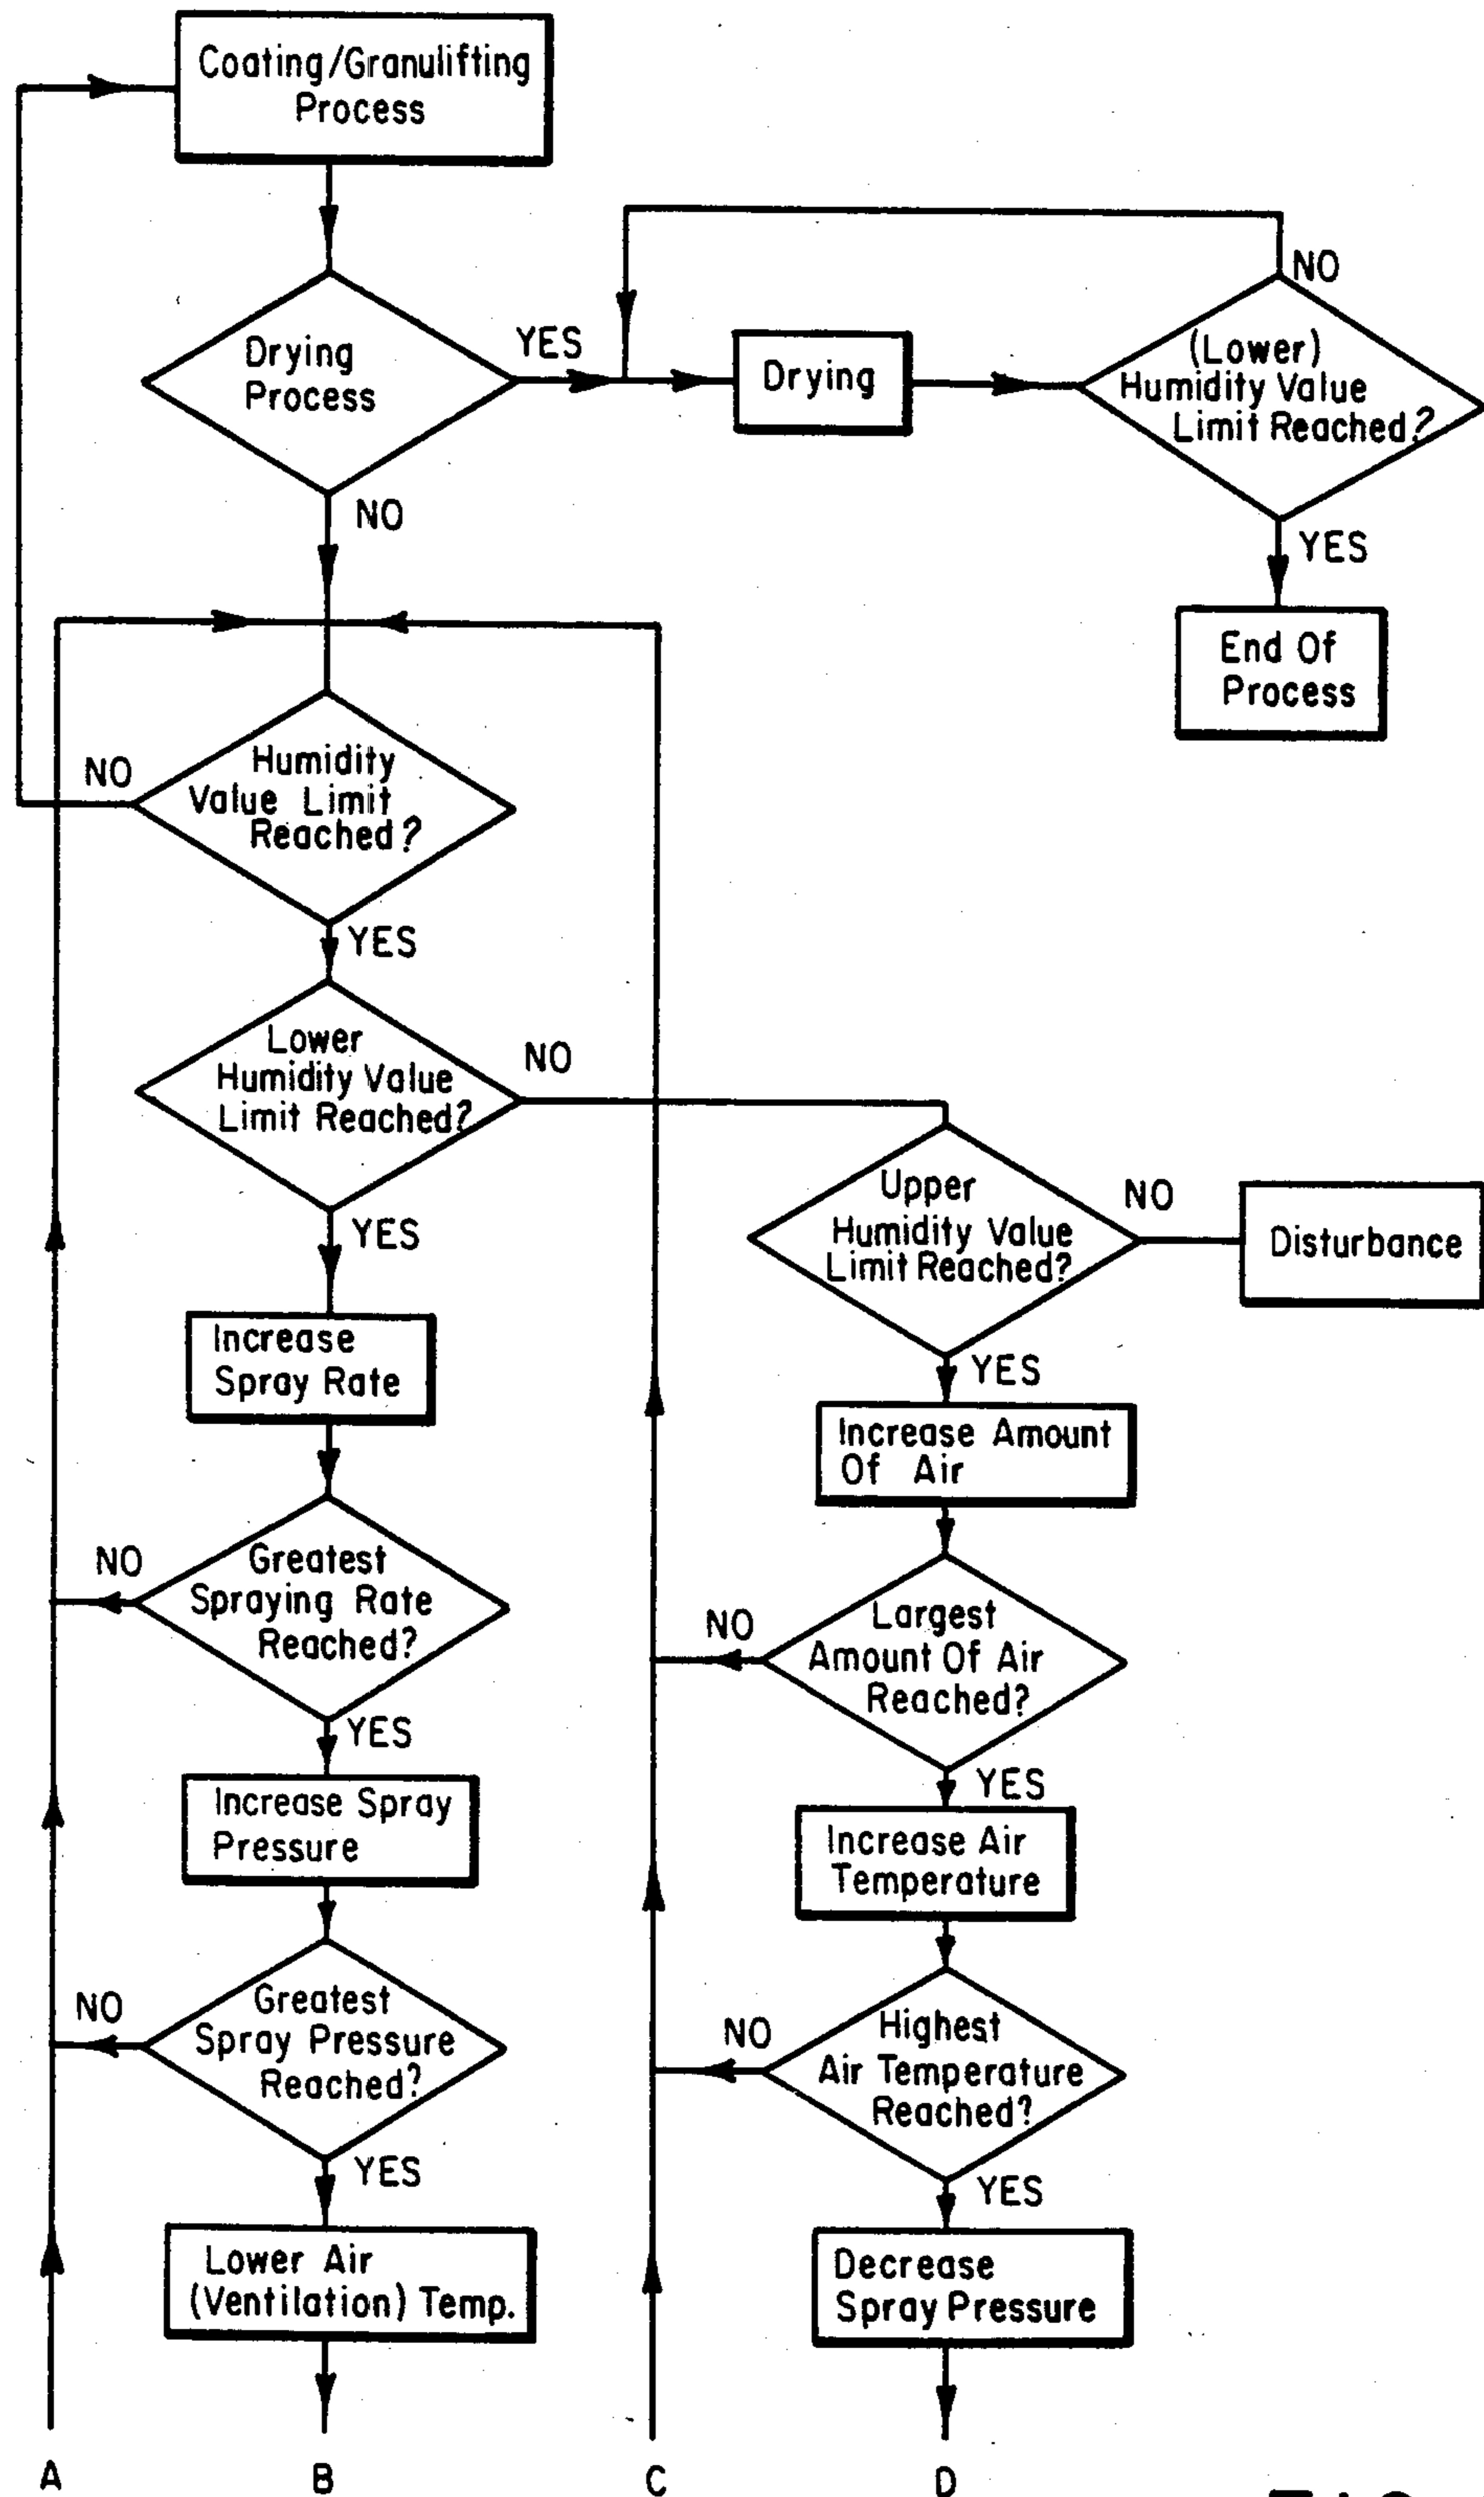 Coating/Granulifting
Process
Drying
Process
YES
Drying
NO
(Lower)
Humidity Value
Limit Reached?
YES
End Of
Process
NO
Humidity
Value Limit
Reached?
NO
YES
Lower
Humidity Value
Limit Reached?
NO
YES
Upper
Humidity Value
Limit Reached?
NO
Disturbance
YES
Increase
Spray Rate
Increase Amount
Of Air
Greatest
Spraying Rate
Reached?
NO
YES
Largest
Amount Of Air
Reached?
NO
YES
Increase Spray
Pressure
Increase Air
Temperature
Greatest
Spray Pressure
Reached?
NO
YES
Highest
Air Temperature
Reached?
NO
YES
Lower Air
(Ventilation) Temp.
Decrease
Spray Pressure
A
B
C
D